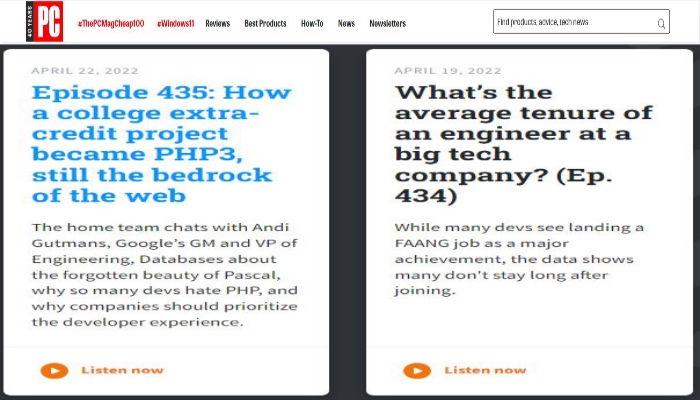 40 YEARS
PC
#ThePCMagCheap100 #Windows11 Reviews Best Products How-To News Newsletters
Find products, advice, tech news
APRIL 22, 2022
Episode 435: How
a college extra-
credit project
became PHP3,
still the bedrock
of the web
The home team chats with Andi
Gutmans, Google's GM and VP of
Engineering, Databases about
the forgotten beauty of Pascal,
why so many devs hate PHP, and
why companies should prioritize
the developer experience.
Listen now
APRIL 19, 2022
What's the
average tenure of
an engineer at a
big tech
company? (Ep.
434)
While many devs see landing a
FAANG job as a major
achievement, the data shows
many don't stay long after
joining.
Listen now